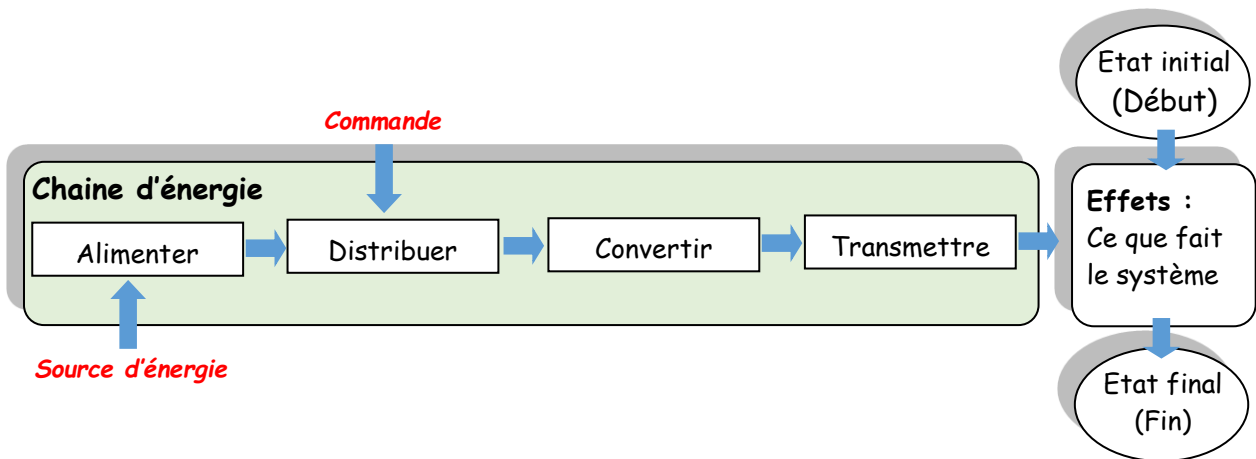 Etat initial
(Début)
Commande
Chaine d'énergie
Alimenter
Distribuer
Convertir
Transmettre
Effets :
Ce que fait
le système
Source d'énergie
Etat final
(Fin)